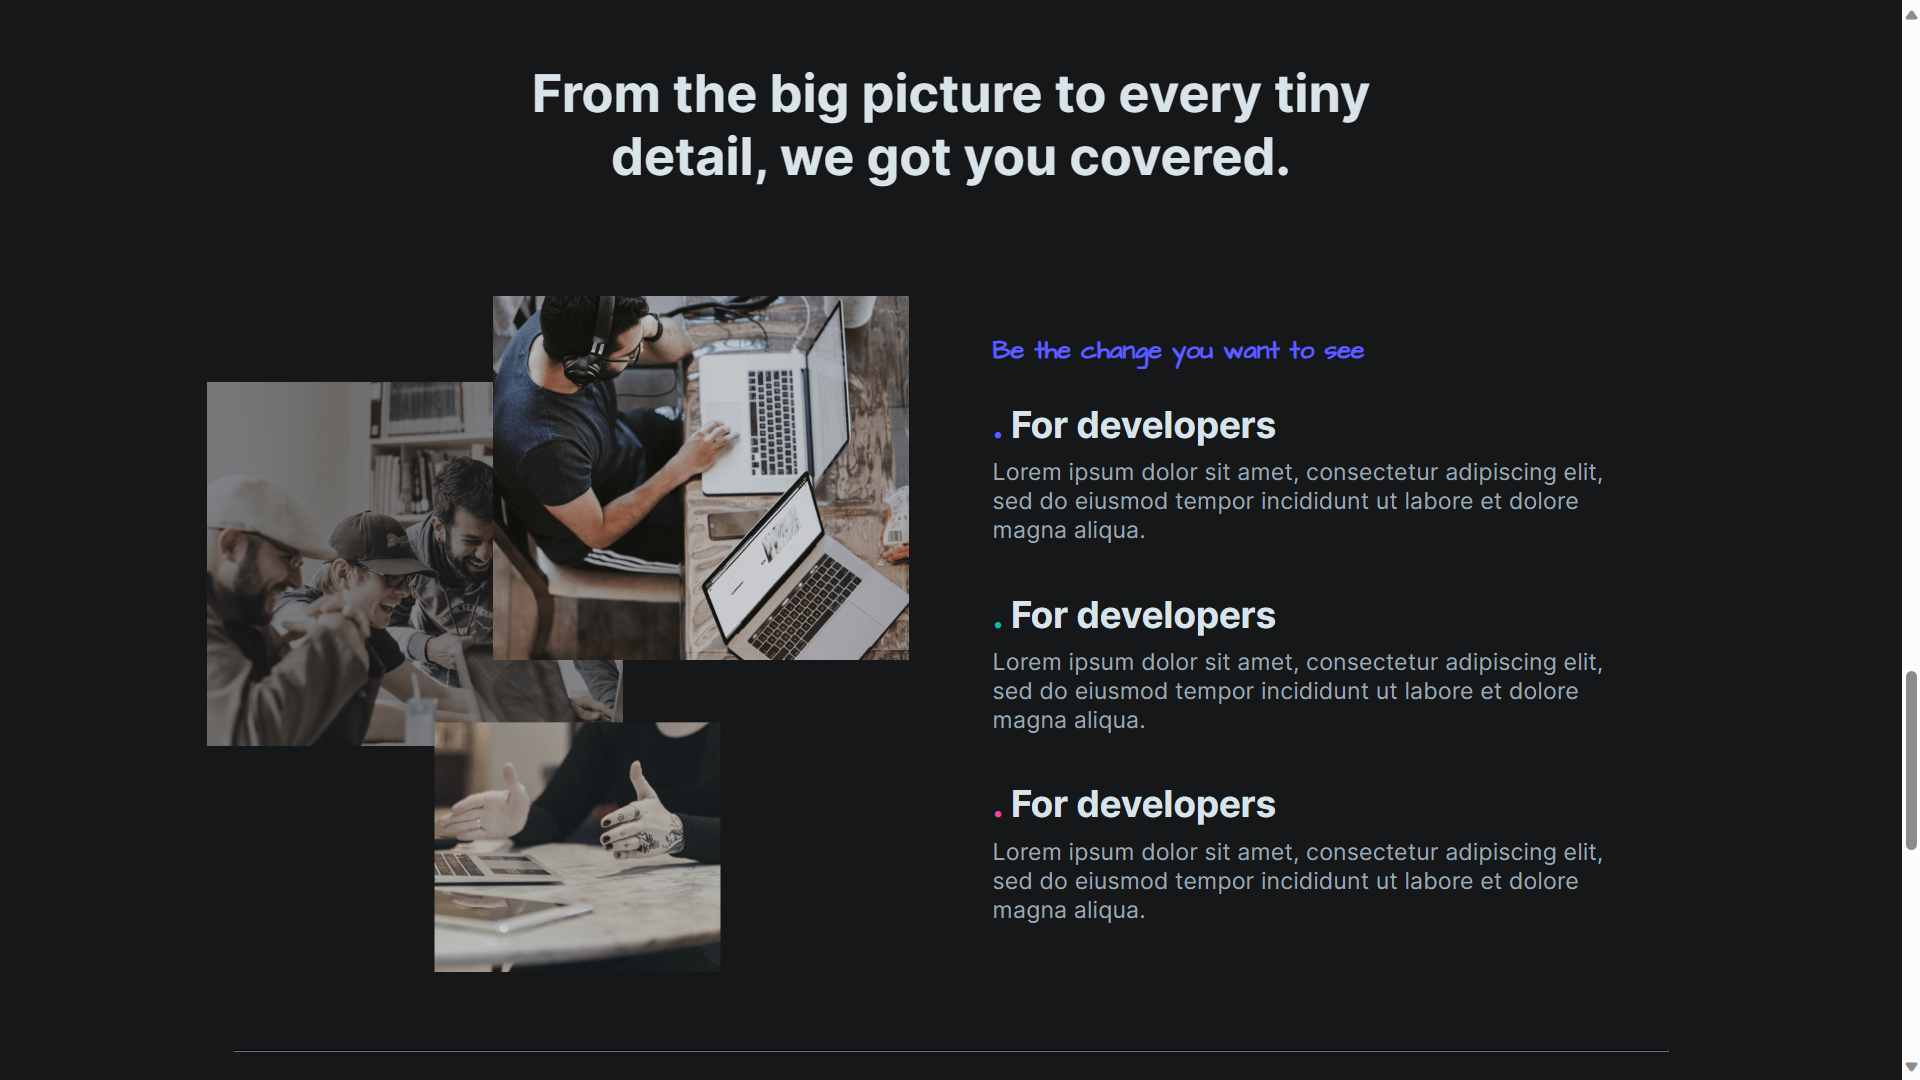 From the big picture to every tiny
detail, we got you covered.
Be the change you want to see
. For developers
Lorem ipsum dolor sit amet, consectetur adipiscing elit,
sed do eiusmod tempor incididunt ut labore et dolore
magna aliqua.
. For developers
Lorem ipsum dolor sit amet, consectetur adipiscing elit,
sed do eiusmod tempor incididunt ut labore et dolore
magna aliqua.
. For developers
Lorem ipsum dolor sit amet, consectetur adipiscing elit,
sed do eiusmod tempor incididunt ut labore et dolore
magna aliqua.